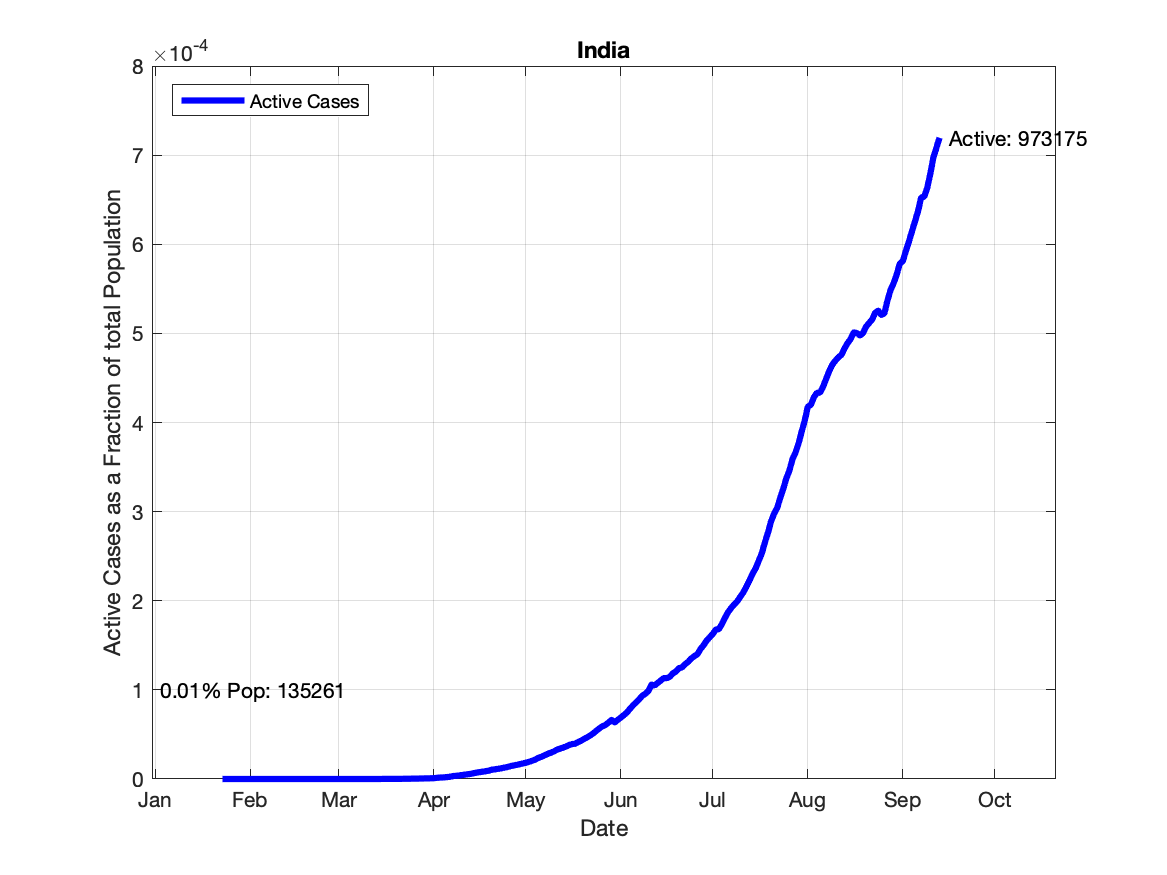 India
×10^-4
Active Cases
Active: 973175
8
7
6
5
4
3
2
1
0
0.01% Pop: 135261
Active Cases as a Fraction of total Population
Jan Feb Mar Apr May Jun Jul Aug Sep Oct
Date